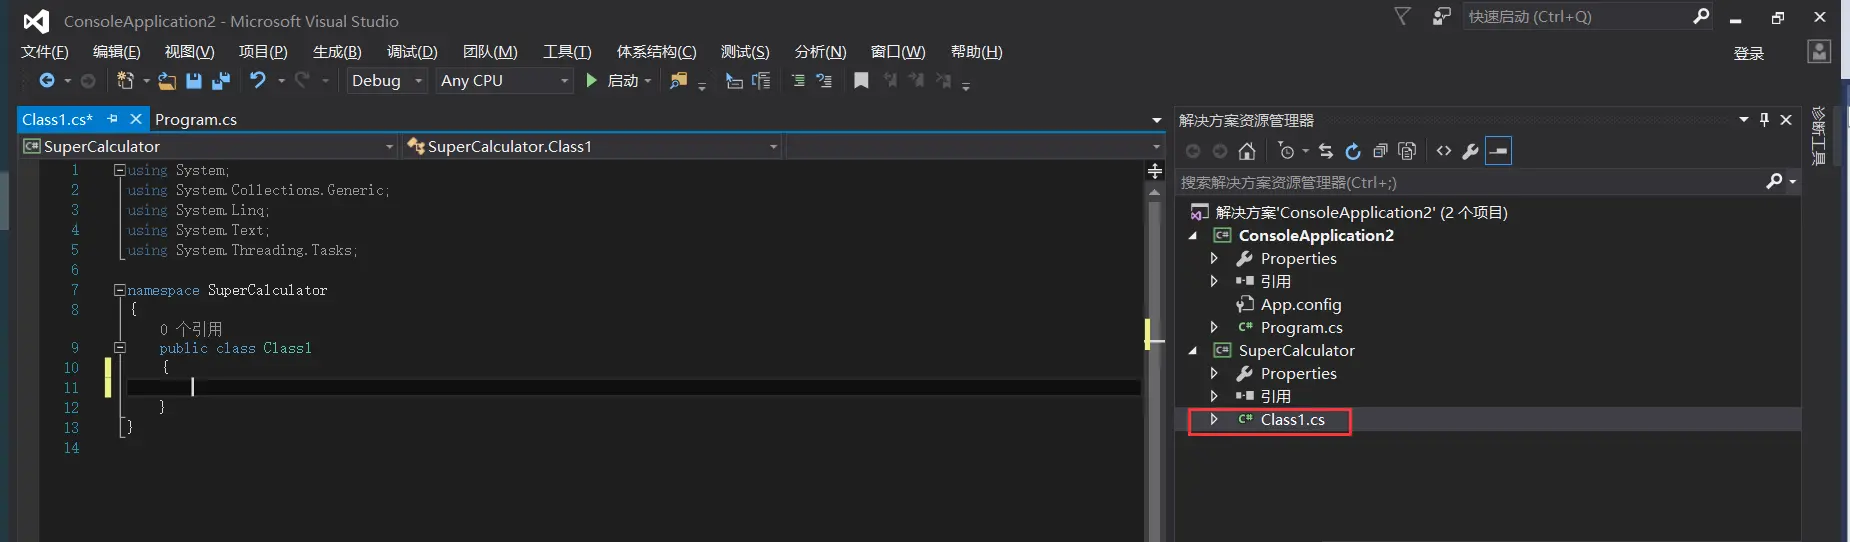 ConsoleApplication2 - Microsoft Visual Studio
快速启动 (Ctrl+Q)
文件(F) 编辑(E) 视图(V) 项目(P) 生成(B) 调试(D) 团队(M) 工具(T) 体系结构(C) 测试(S) 分析(N) 窗口(W) 帮助(H)
登录
Debug Any CPU 启动
Class1.cs* Program.cs
SuperCalculator SuperCalculator.Class1
1 using System;
2 using System.Collections.Generic;
3 using System.Linq;
4 using System.Text;
5 using System.Threading.Tasks;
6
7 namespace SuperCalculator
8 {
0 个引用
9 public class Class1
10 {
11
12 }
13 }
14
解决方案资源管理器
搜索解决方案资源管理器(Ctrl+;)
解决方案'ConsoleApplication2' (2 个项目)
C# ConsoleApplication2
Properties
引用
App.config
C# Program.cs
C# SuperCalculator
Properties
引用
C# Class1.cs
诊断工具